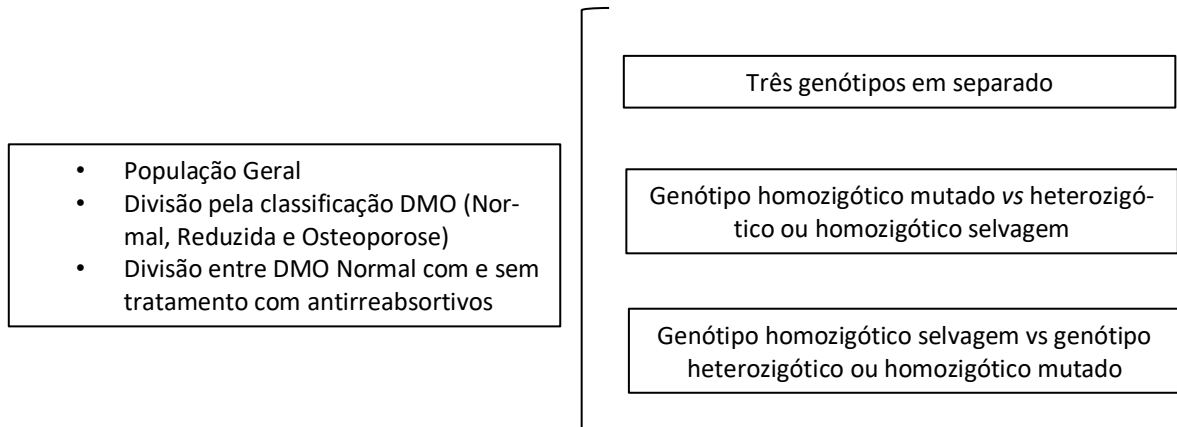 • População Geral
• Divisão pela classificação DMO (Nor-
mal, Reduzida e Osteoporose)
• Divisão entre DMO Normal com e sem
tratamento com antirreabsortivos
Três genótipos em separado
Genótipo homozigótico mutado vs heterozigó-
tico ou homozigótico selvagem
Genótipo homozigótico selvagem vs genótipo
heterozigótico ou homozigótico mutado